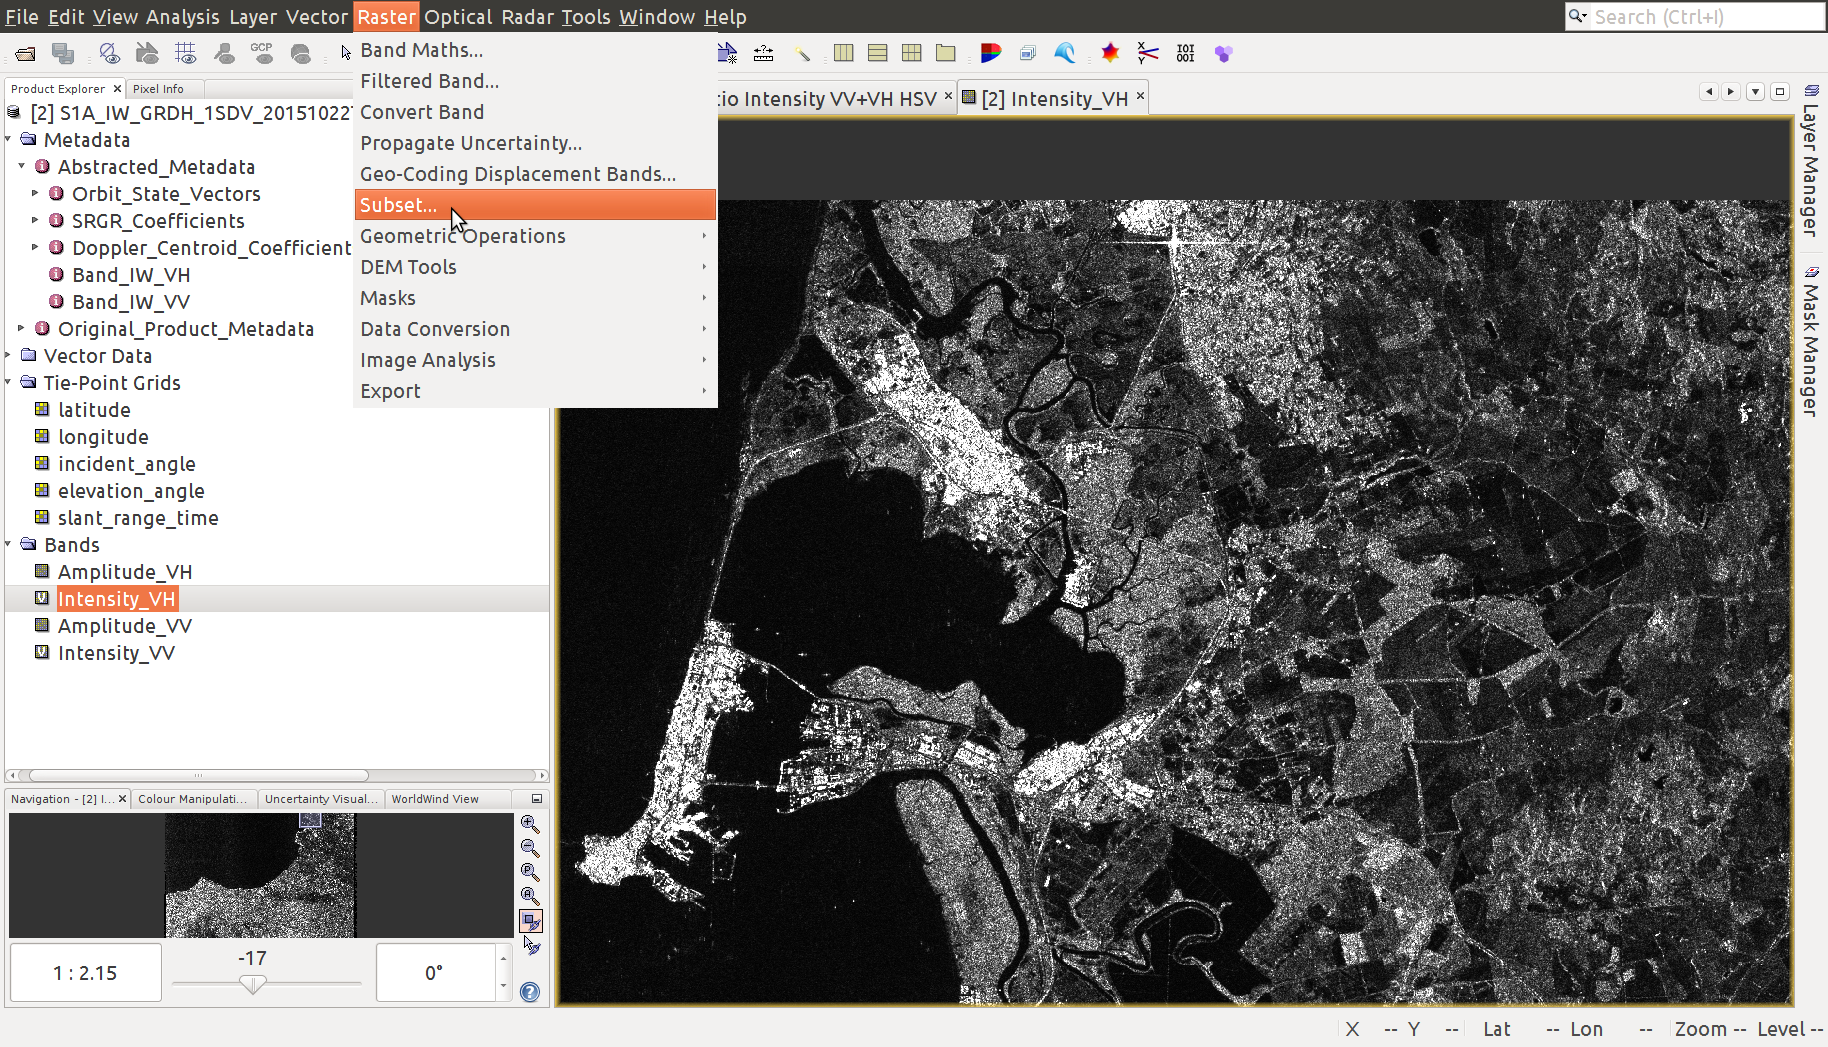 File Edit View Analysis Layer Vector Raster Optical Radar Tools Window Help
Search (Ctrl+I)
GCP
Band Maths...
Filtered Band...
Convert Band
Propagate Uncertainty...
Geo-Coding Displacement Bands...
Subset...
Geometric Operations
DEM Tools
Masks
Data Conversion
Image Analysis
Export
Product Explorer
Pixel Info
[2] S1A_IW_GRDH_1SDV_20151022
Metadata
Abstracted_Metadata
Orbit_State_Vectors
SRGR_Coefficients
Doppler_Centroid_Coefficient
Band_IW_VH
Band_IW_VV
Original_Product_Metadata
Vector Data
Tie-Point Grids
latitude
longitude
incident_angle
elevation_angle
slant_range_time
Bands
Amplitude_VH
Intensity_VH
Amplitude_VV
Intensity_VV
tio Intensity VV+VH HSV
[2] Intensity_VH
Layer Manager
Mask Manager
Navigation - [2] I...
Colour Manipulati...
Uncertainty Visual...
WorldWind View
1 : 2.15
-17
0°
X -- Y -- Lat -- Lon -- Zoom -- Level --